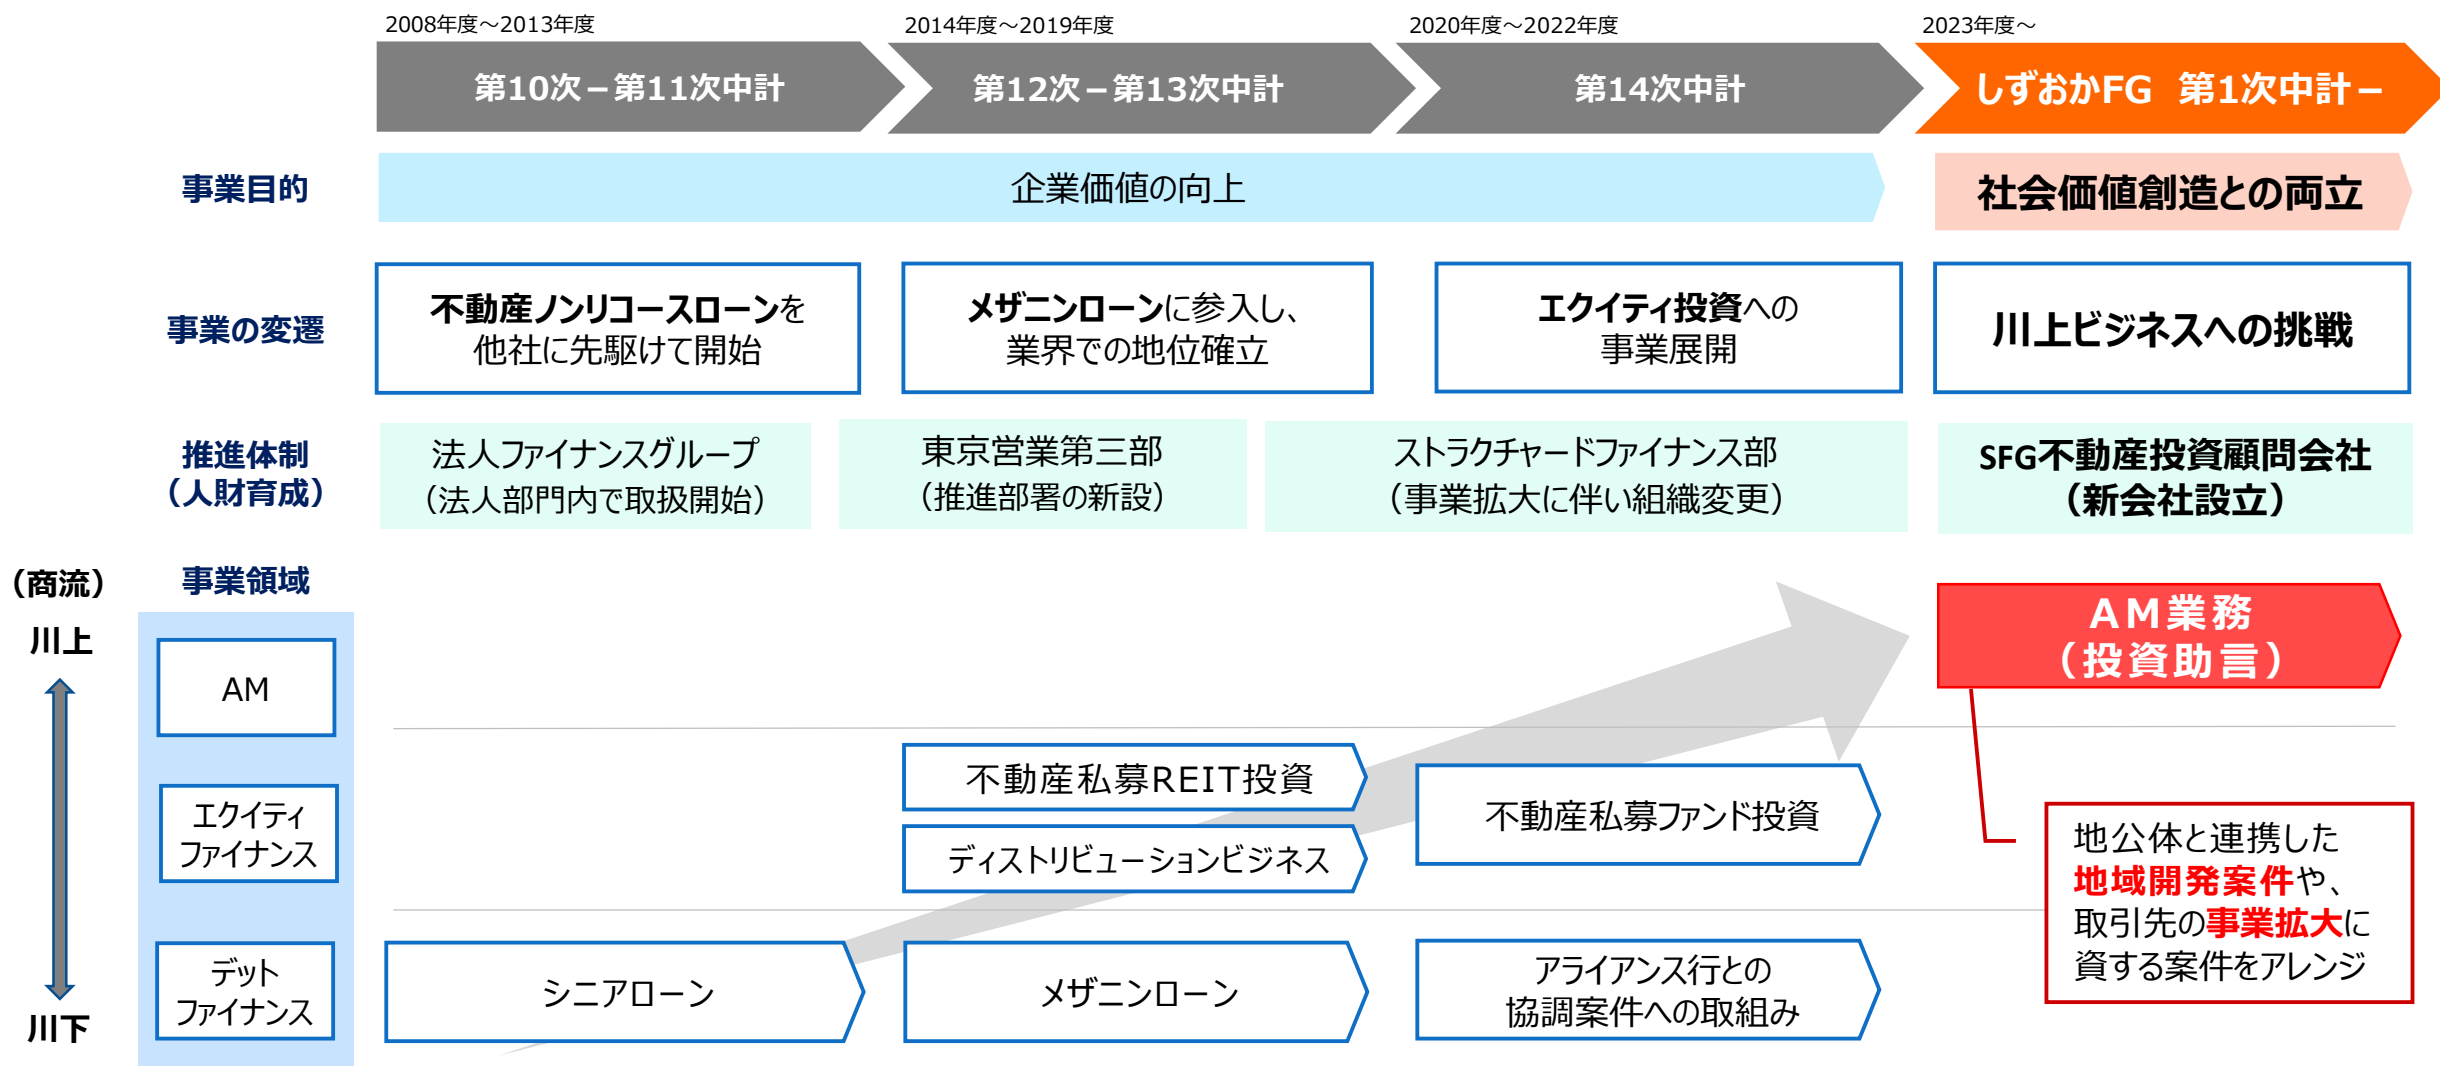 2008年度～2013年度
2014年度～2019年度
2020年度～2022年度
2023年度～
第10次－第11次中計
第12次－第13次中計
第14次中計
しずおかFG 第1次中計－
事業目的
企業価値の向上
社会価値創造との両立
事業の変遷
不動産ノンリコースローンを
他社に先駆けて開始
メザニンローンに参入し、
業界での地位確立
エクイティ投資への
事業展開
川上ビジネスへの挑戦
推進体制
（人財育成）
法人ファイナンスグループ
（法人部門内で取扱開始）
東京営業第三部
（推進部署の新設）
ストラクチャードファイナンス部
（事業拡大に伴い組織変更）
SFG不動産投資顧問会社
（新会社設立）
（商流）
事業領域
川上
川下
AM
AM業務
（投資助言）
エクイティ
ファイナンス
不動産私募REIT投資
ディストリビューションビジネス
不動産私募ファンド投資
地公体と連携した
地域開発案件や、
取引先の事業拡大に
資する案件をアレンジ
デット
ファイナンス
シニアローン
メザニンローン
アライアンス行との
協調案件への取組み